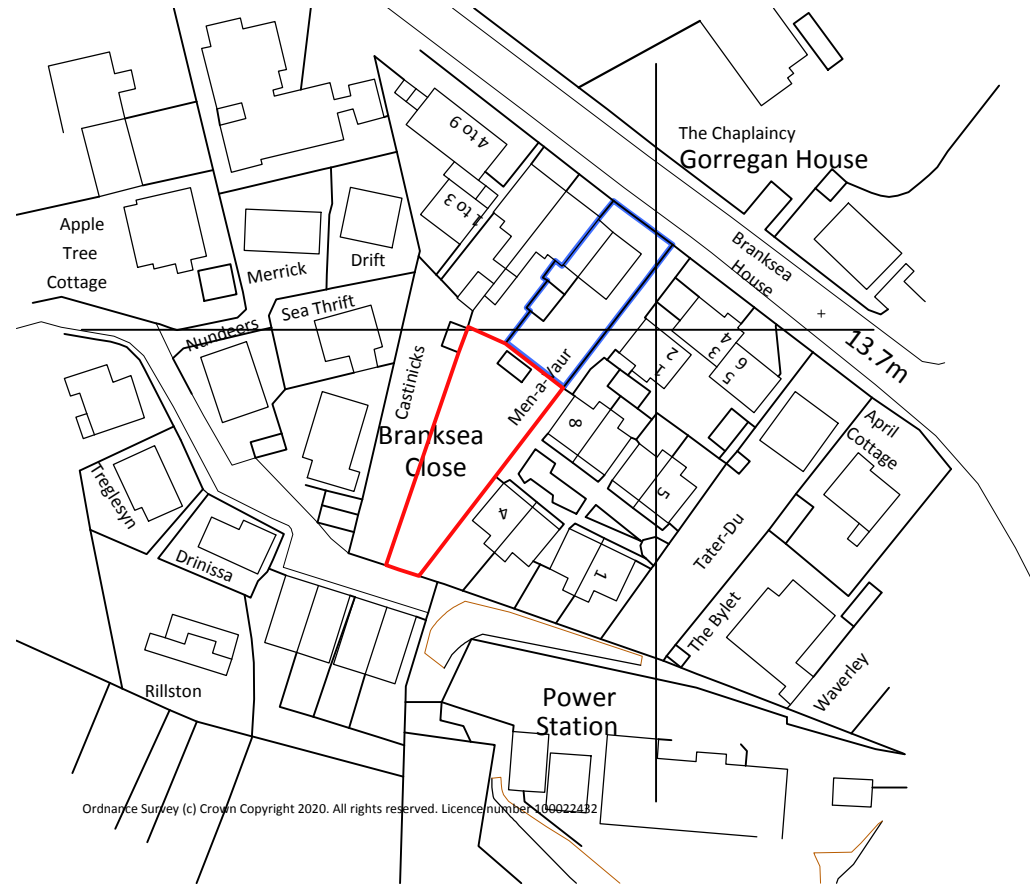 4 to 9
The Chaplaincy
Gorregan House
1 to 3
Apple
Tree
Cottage
Merrick
Drift
Branksea
House
Sea Thrift
Nundeers
13.7m
2
1
4
3
6
5
Castinicks
Men-a-Vaur
Branksea
Close
8
April
Cottage
5
Treglesyn
4
Tater-Du
Drinissa
1
The Bylet
Rillston
Waverley
Power
Station
Ordnance Survey (c) Crown Copyright 2020. All rights reserved. Licence number 100022432